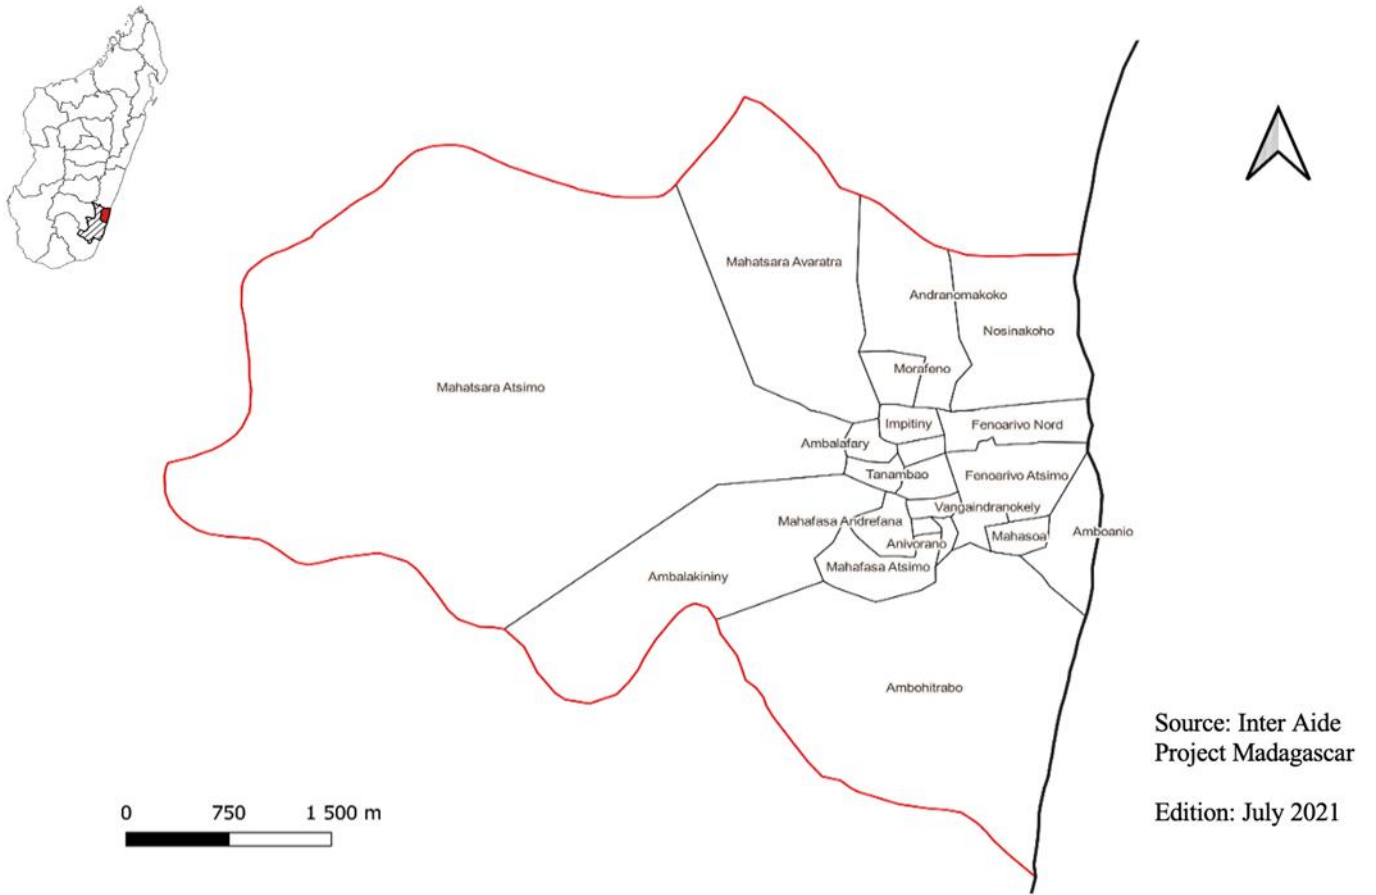 Mahatsara Avaratra
Andranomakoko
Nosinakoho
Morafeno
Mahatsara Atsimo
Impitiny
Fenoarivo Nord
Ambalafary
Tanambao
Fenoarivo Atsimo
Vangaindranokely
Mahafasa Andrefana
Amboanio
Mahasoa
Anivorano
Mahafasa Atsimo
Ambalakininy
Ambohitrabo
Source: Inter Aide
Project Madagascar
Edition: July 2021
0 750 1 500 m